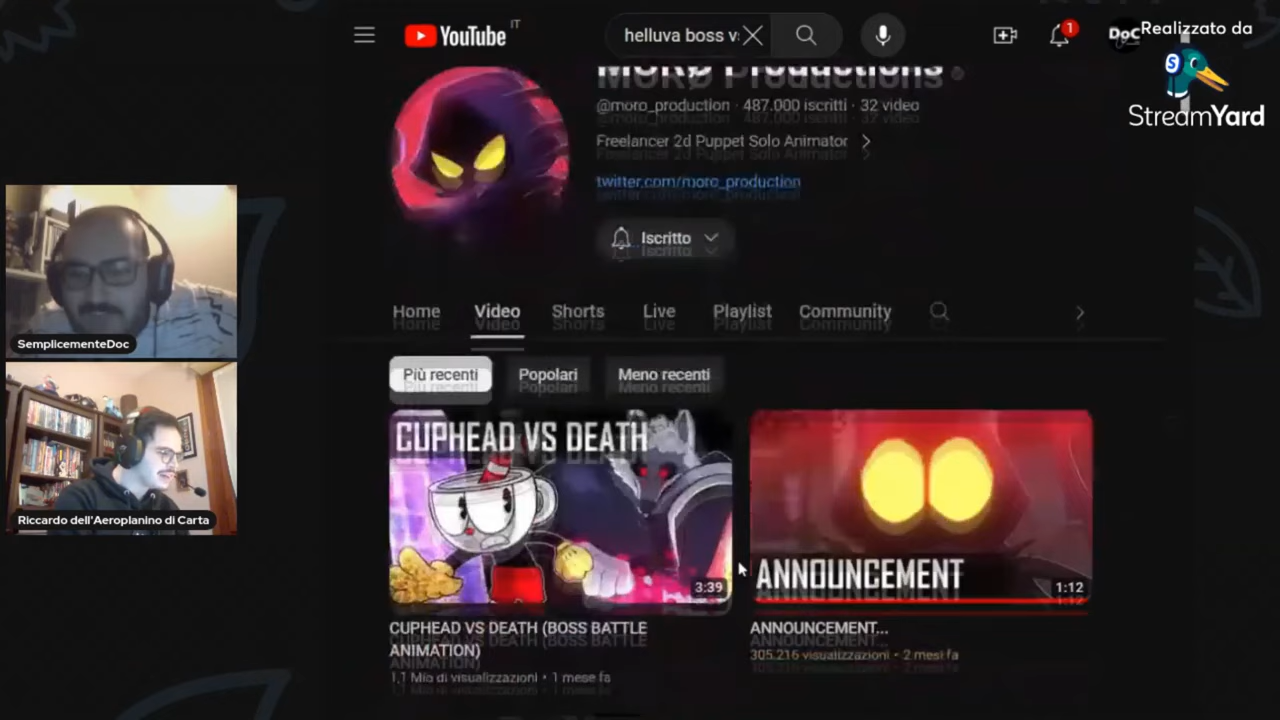 YouTube IT
helluva boss v
1
DoC
Realizzato da
StreamYard
MORØ Productions
@moro_production · 487.000 iscritti · 32 video
Freelancer 2d Puppet Solo Animator
twitter.com/moro_production
Iscritto
Home Video Shorts Live Playlist Community
Più recenti Popolari Meno recenti
CUPHEAD VS DEATH
3:39
ANNOUNCEMENT
1:12
CUPHEAD VS DEATH (BOSS BATTLE
ANIMATION)
1,1 Mio di visualizzazioni • 1 mese fa
ANNOUNCEMENT...
305.216 visualizzazioni • 2 mesi fa
SemplicementeDoc
Riccardo dell'Aeroplanino di Carta